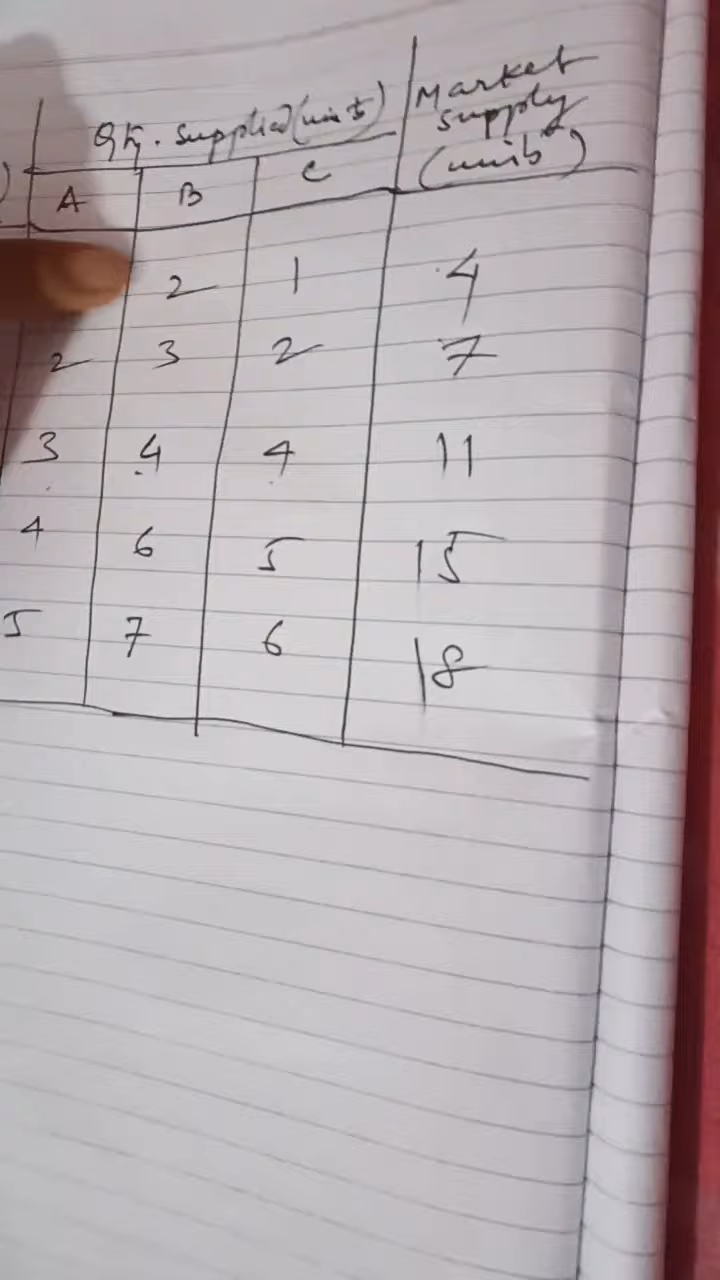 Qty. supplied (units) Market supply (units)
) A B C
2 1 4
2 3 2 7
3 4 4 11
4 6 5 15
5 7 6 18